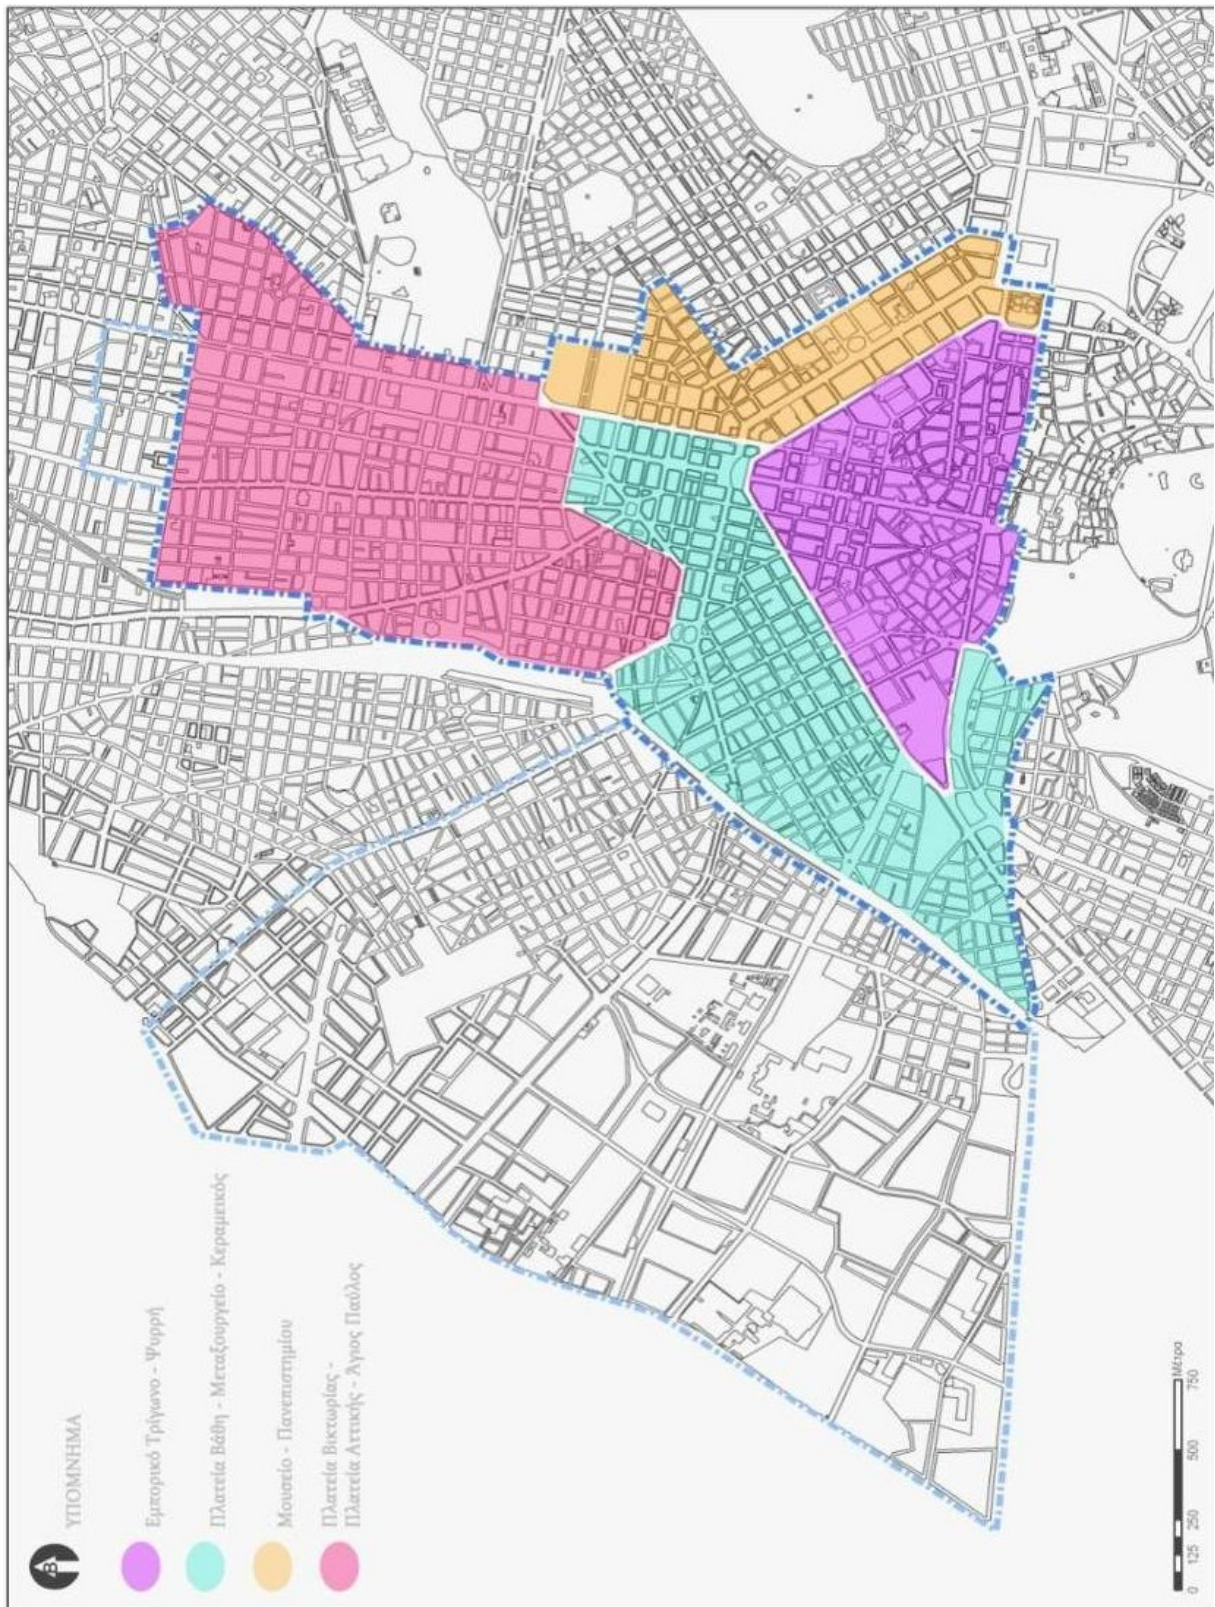 Β
ΥΠΟΜΝΗΜΑ
Εμπορικό Τρίγωνο - Ψυρρή
Πλατεία Βάθη - Μεταξουργείο - Κεραμεικός
Μουσείο - Πανεπιστημίου
Πλατεία Βικτωρίας -
Πλατεία Αττικής - Άγιος Παύλος
0 125 250 500 750
Μέτρα